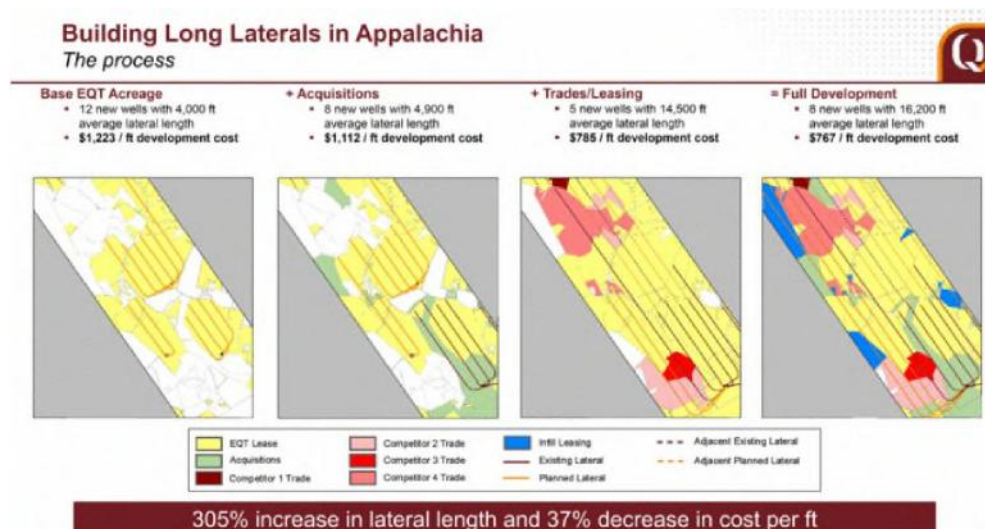 Building Long Laterals in Appalachia
The process
Q
Base EQT Acreage
▪ 12 new wells with 4,000 ft
average lateral length
▪ $1,223 / ft development cost
+ Acquisitions
▪ 8 new wells with 4,900 ft
average lateral length
▪ $1,112 / ft development cost
+ Trades/Leasing
▪ 5 new wells with 14,500 ft
average lateral length
▪ $785 / ft development cost
= Full Development
▪ 8 new wells with 16,200 ft
average lateral length
▪ $767 / ft development cost
EQT Lease
Acquisitions
Competitor 1 Trade
Competitor 2 Trade
Competitor 3 Trade
Competitor 4 Trade
Infill Leasing
Existing Lateral
Planned Lateral
Adjacent Existing Lateral
Adjacent Planned Lateral
305% increase in lateral length and 37% decrease in cost per ft